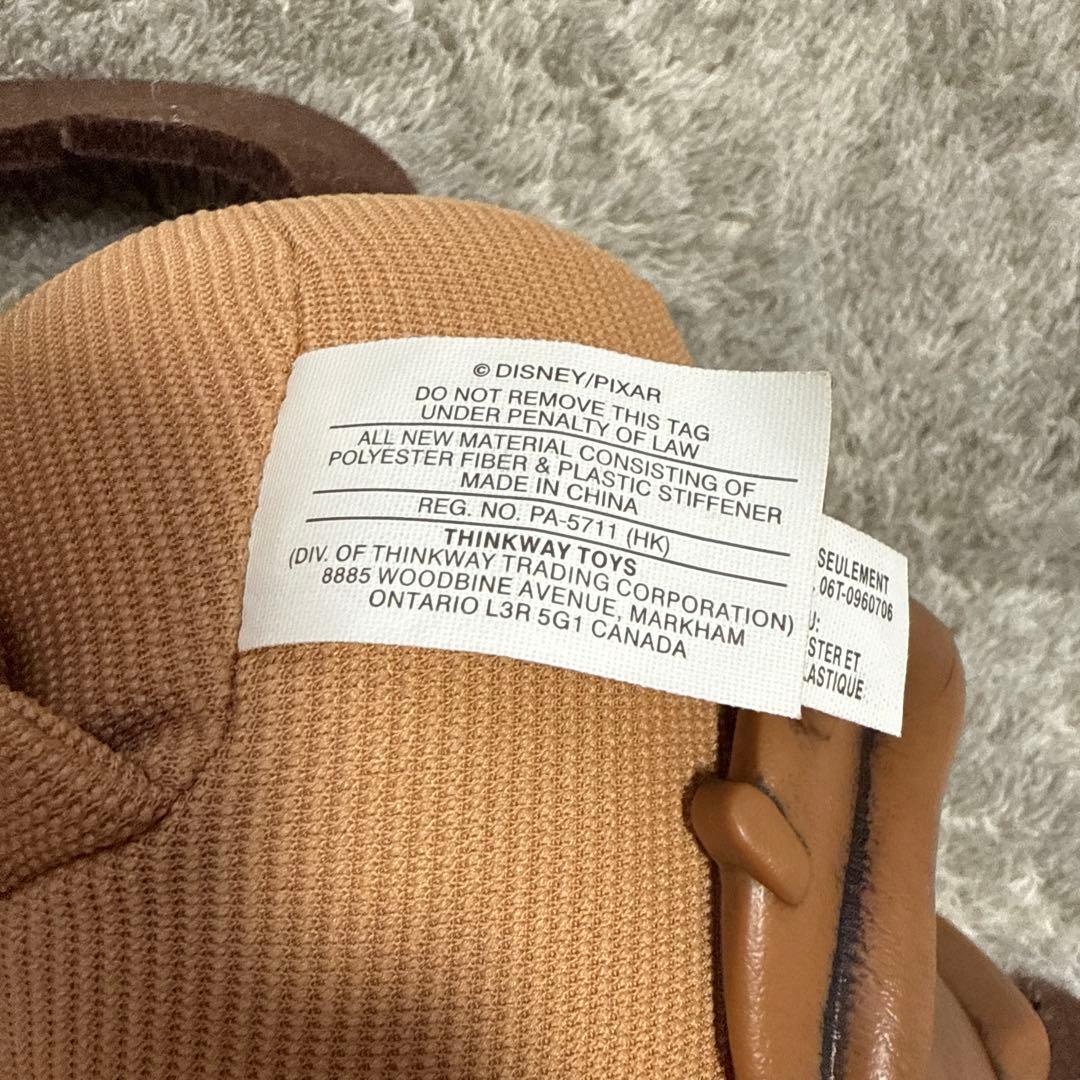 © DISNEY/PIXAR
DO NOT REMOVE THIS TAG
UNDER PENALTY OF LAW
ALL NEW MATERIAL CONSISTING OF
POLYESTER FIBER & PLASTIC STIFFENER
MADE IN CHINA
REG. NO. PA-5711 (HK)
THINKWAY TOYS
(DIV. OF THINKWAY TRADING CORPORATION)
8885 WOODBINE AVENUE, MARKHAM
ONTARIO L3R 5G1 CANADA
SEULEMENT
. 06T-0960706
U:
STER ET
LASTIQUE